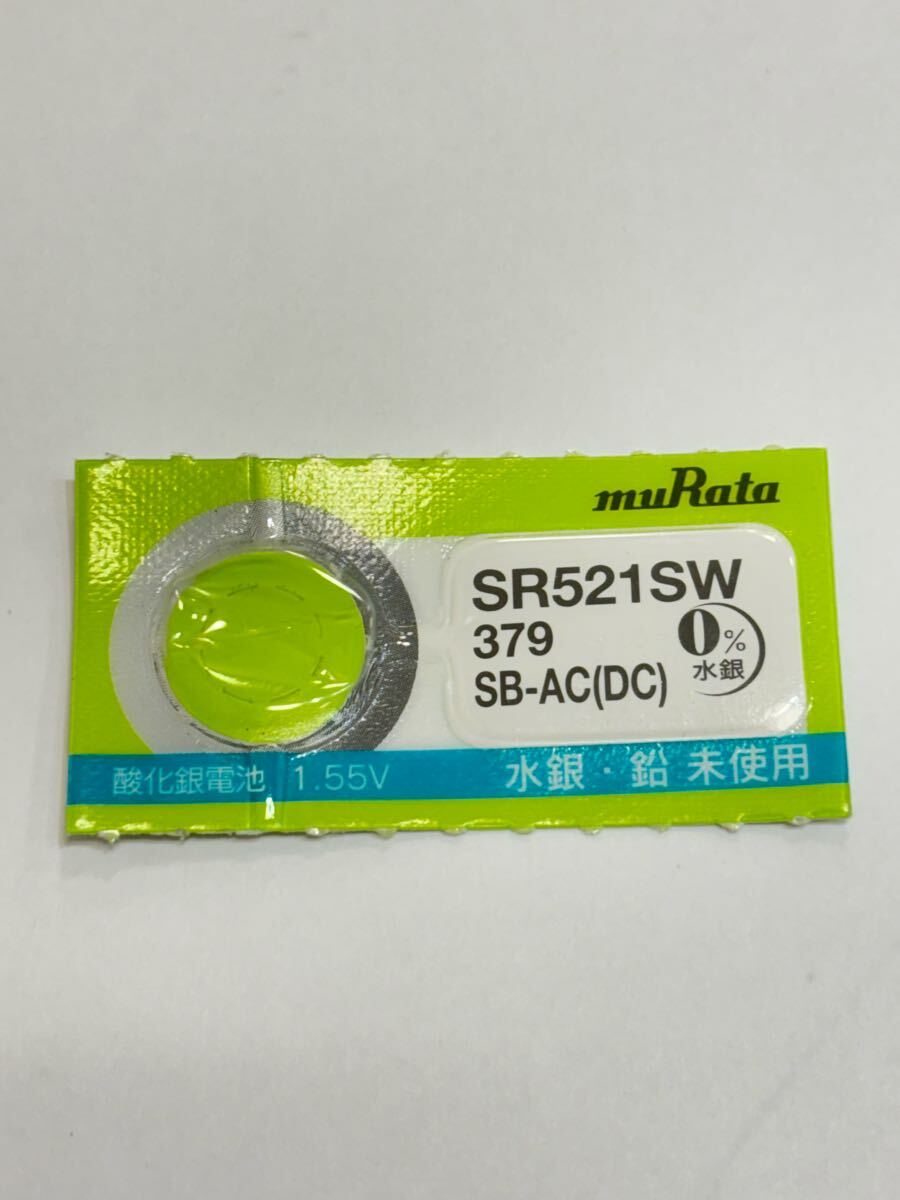 muRata
SR521SW
379
SB-AC(DC)
0%
水銀
酸化銀電池 1.55V
水銀・鉛 未使用